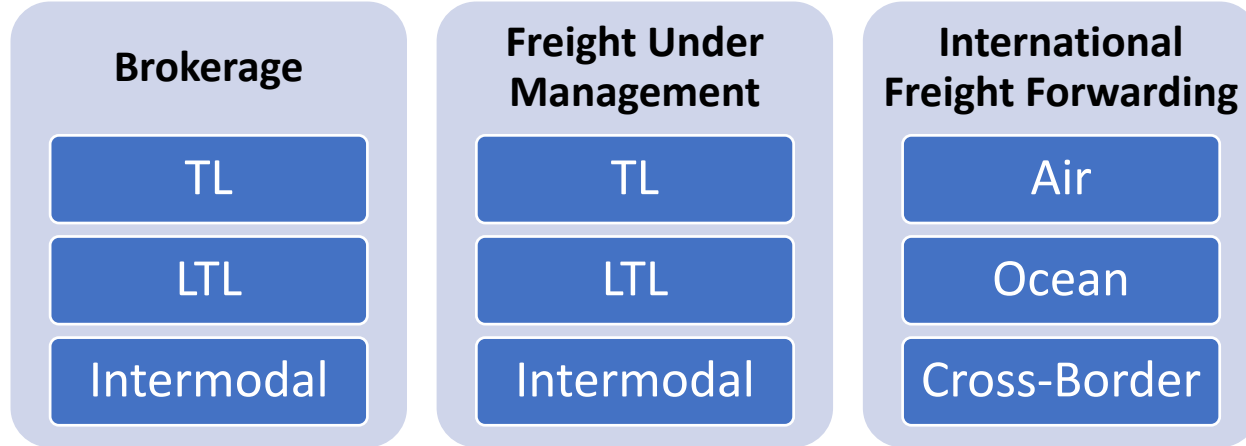 Brokerage
TL
LTL
Intermodal
Freight Under
Management
TL
LTL
Intermodal
International
Freight Forwarding
Air
Ocean
Cross-Border